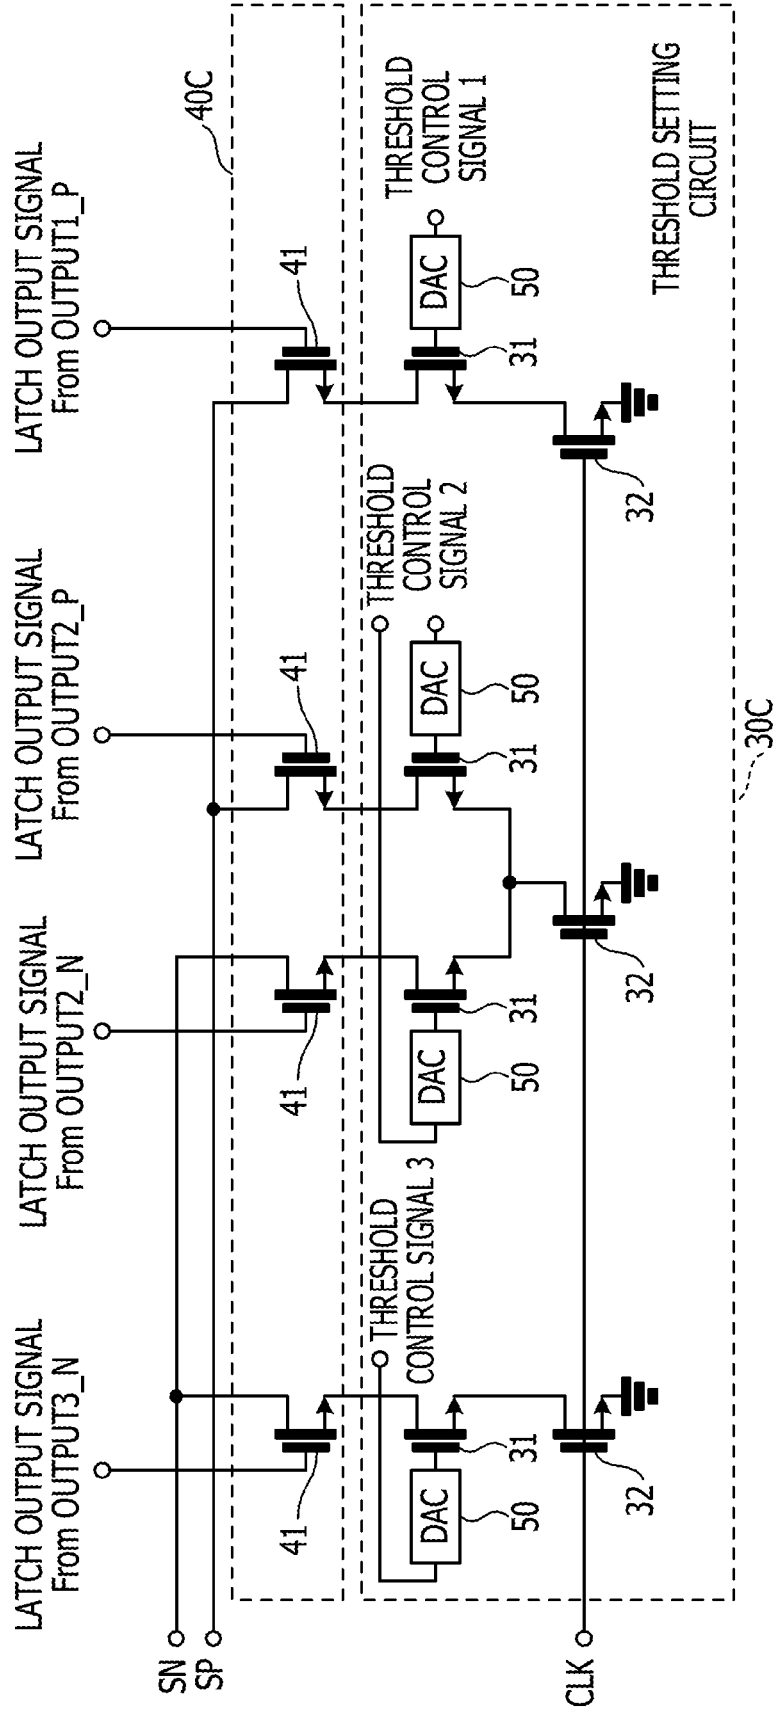 LATCH OUTPUT SIGNAL
From OUTPUT3_N
LATCH OUTPUT SIGNAL
From OUTPUT2_N
LATCH OUTPUT SIGNAL
From OUTPUT2_P
LATCH OUTPUT SIGNAL
From OUTPUT1_P
SN
SP
40C
41
41
41
41
THRESHOLD
CONTROL SIGNAL 3
THRESHOLD
CONTROL
SIGNAL 2
THRESHOLD
CONTROL
SIGNAL 1
DAC
DAC
DAC
DAC
50
31
50
31
31
50
31
50
CLK
32
32
32
THRESHOLD SETTING
CIRCUIT
30C